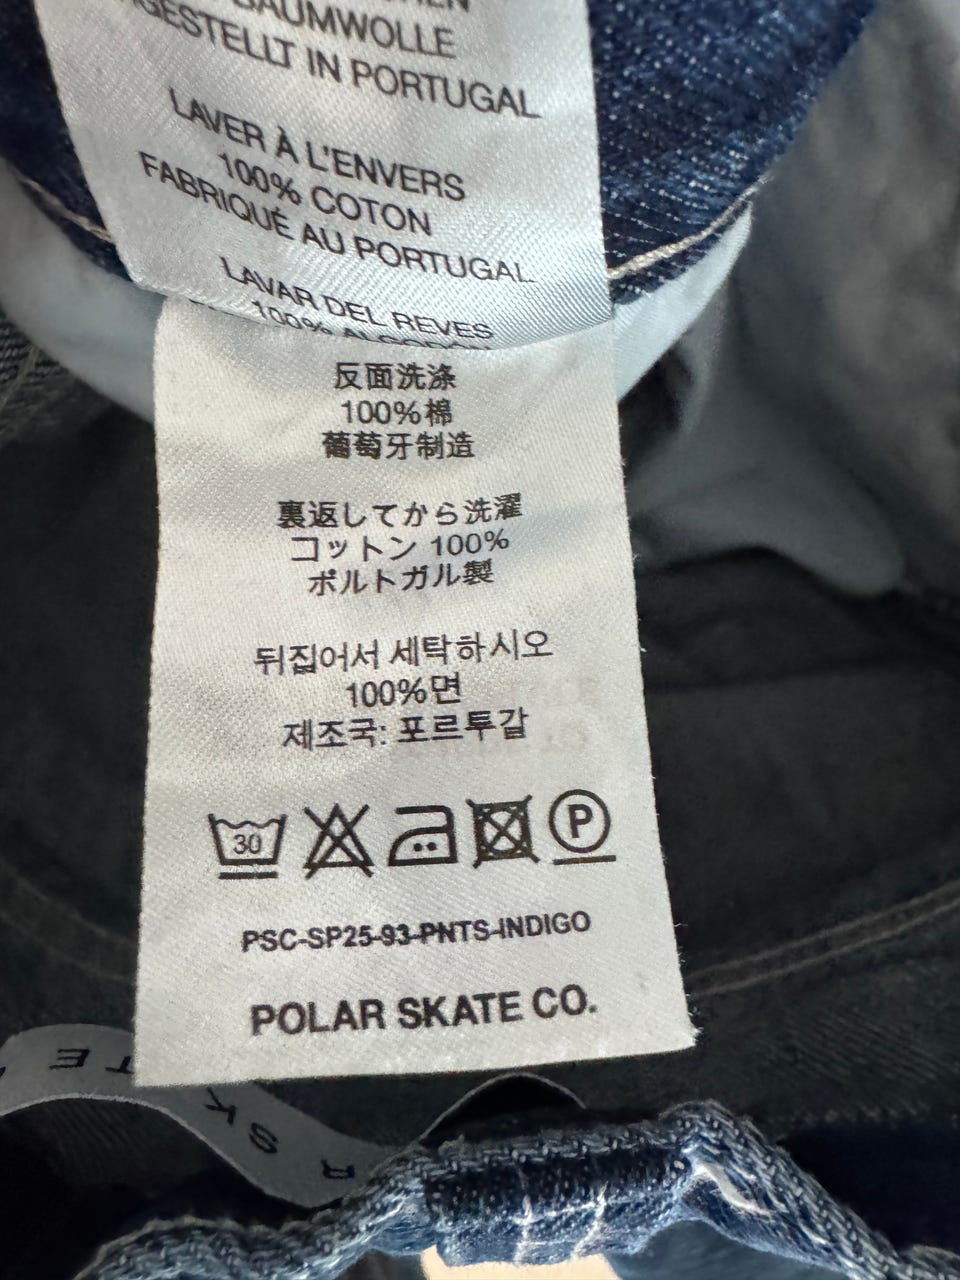 BAUMWOLLE
GESTELLT IN PORTUGAL
LAVER À L'ENVERS
100% COTON
FABRIQUÉ AU PORTUGAL
LAVAR DEL REVES
100% ALGODON
反面洗涤
100%棉
葡萄牙制造
裏返してから洗濯
コットン 100%
ポルトガル製
뒤집어서 세탁하시오
100%면
제조국: 포르투갈
30
P
PSC-SP25-93-PNTS-INDIGO
POLAR SKATE CO.